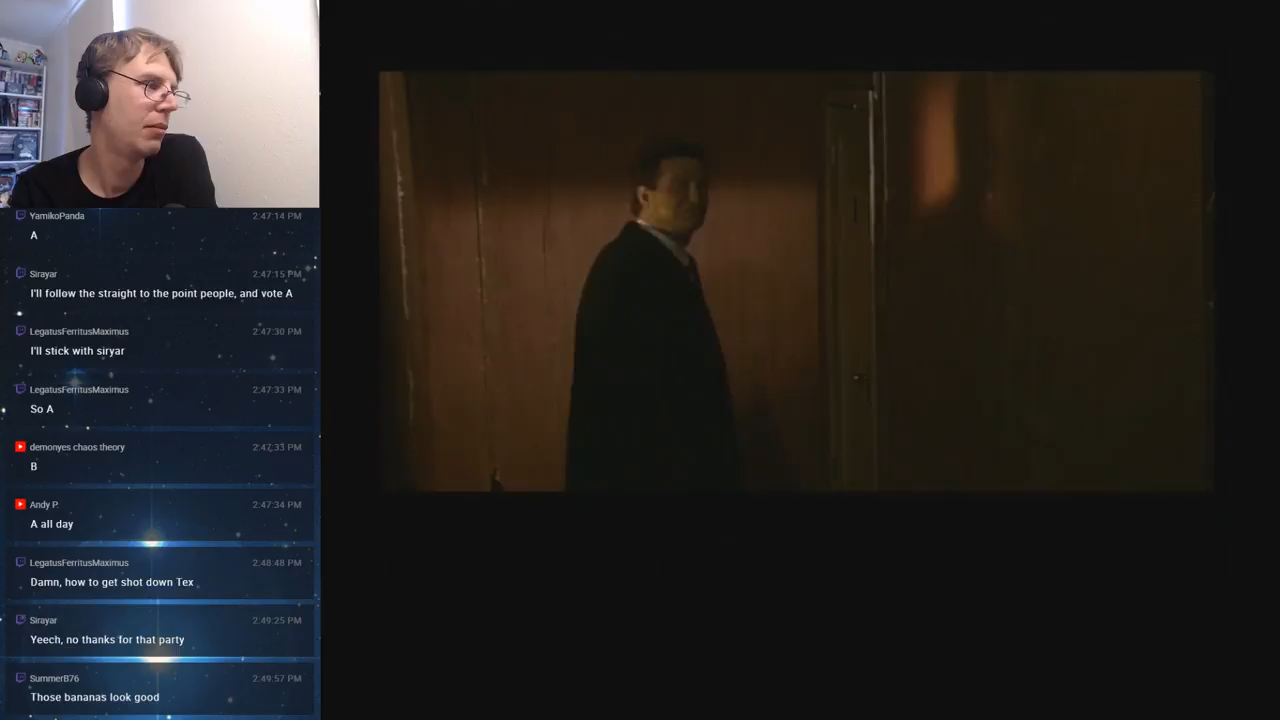 YamikoPanda 2:47:14 PM
A
Sirayar 2:47:15 PM
I'll follow the straight to the point people, and vote A
LegatusFerritusMaximus 2:47:30 PM
I'll stick with siryar
LegatusFerritusMaximus 2:47:33 PM
So A
demonyes chaos theory 2:47:33 PM
B
Andy P. 2:47:34 PM
A all day
LegatusFerritusMaximus 2:48:48 PM
Damn, how to get shot down Tex
Sirayar 2:49:25 PM
Yeech, no thanks for that party
SummerB76 2:49:57 PM
Those bananas look good